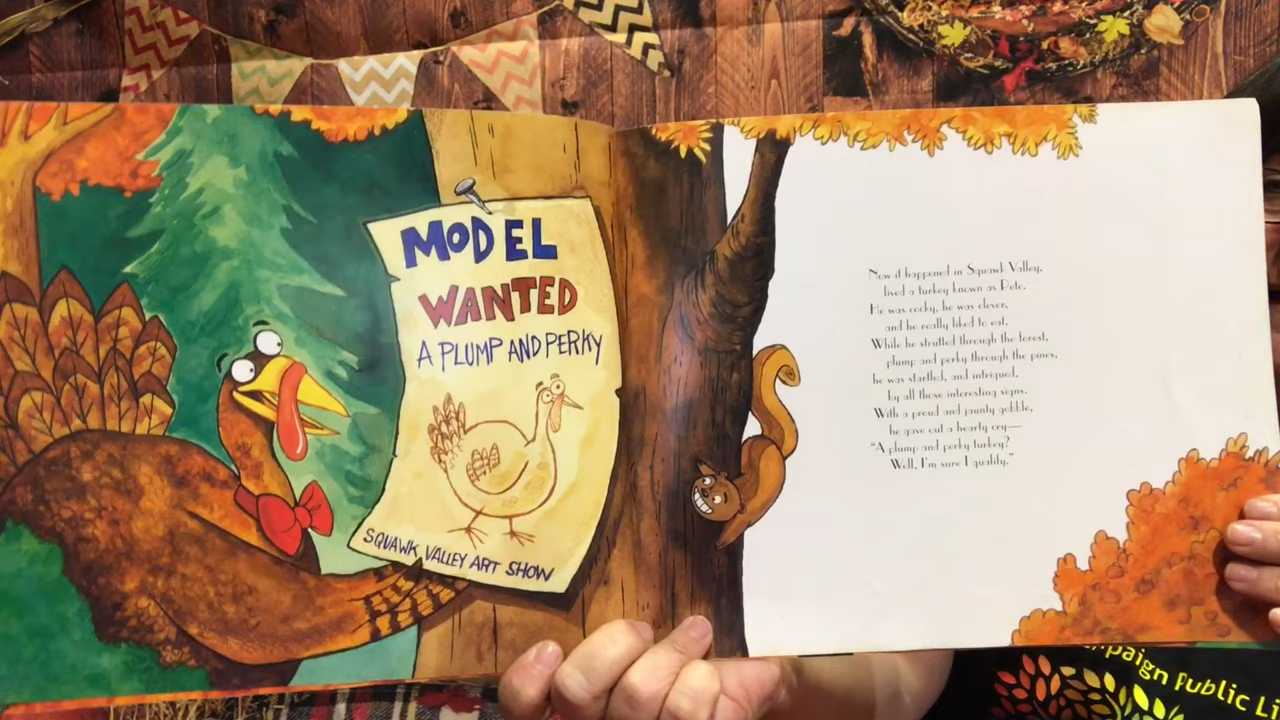 MODEL
WANTED
A PLUMP AND PERKY
SQUAWK VALLEY ART SHOW
Now it happened in Squawk Valley,
lived a turkey known as Pete.
He was cocky, he was clever,
and he really liked to eat.
While he strutted through the forest,
plump and perky through the pines,
he was startled, and intrigued,
by all those interesting signs.
With a proud and jaunty gobble,
he gave out a hearty cry—
“A plump and perky turkey?
Well, I'm sure I qualify.”
paign Public Li